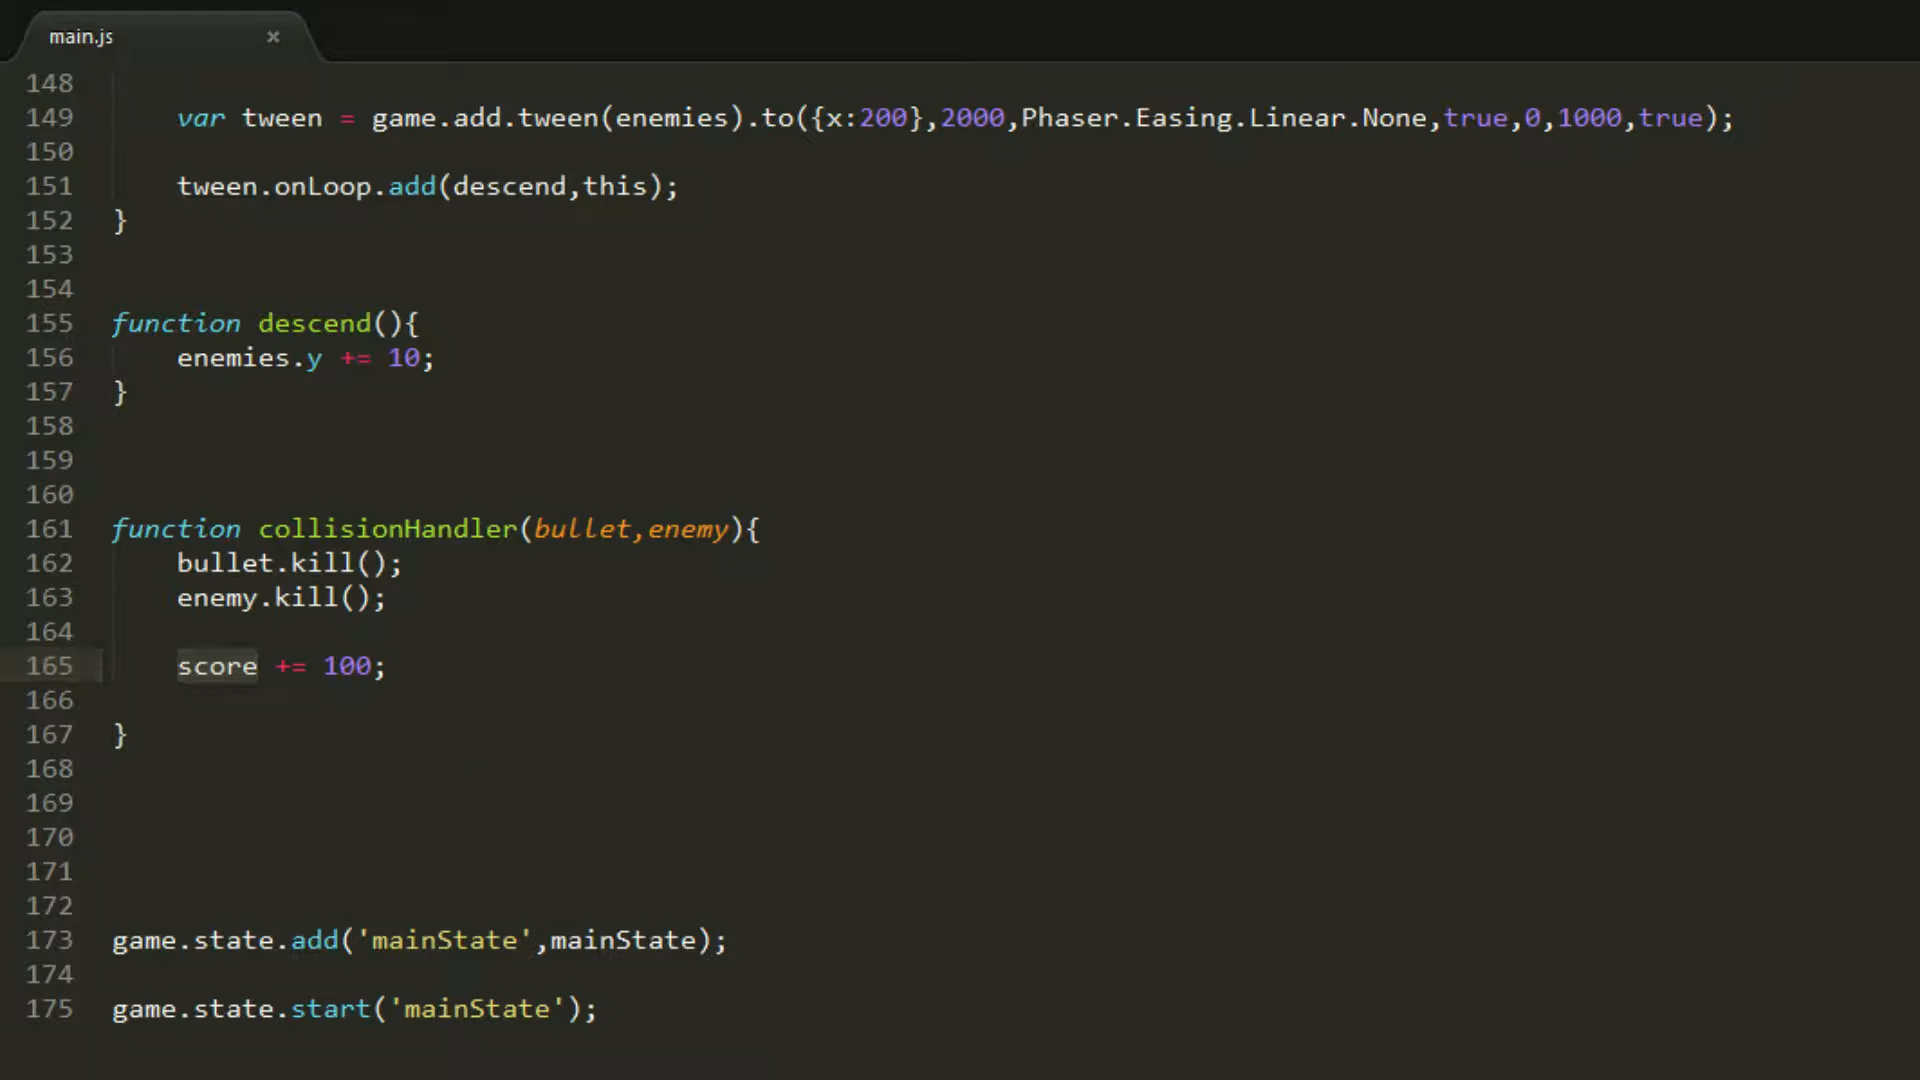 main.js ×
148
149 var tween = game.add.tween(enemies).to({x:200},2000,Phaser.Easing.Linear.None,true,0,1000,true);
150
151 tween.onLoop.add(descend,this);
152 }
153
154
155 function descend(){
156 enemies.y += 10;
157 }
158
159
160
161 function collisionHandler(bullet,enemy){
162 bullet.kill();
163 enemy.kill();
164
165 score += 100;
166
167 }
168
169
170
171
172
173 game.state.add('mainState',mainState);
174
175 game.state.start('mainState');